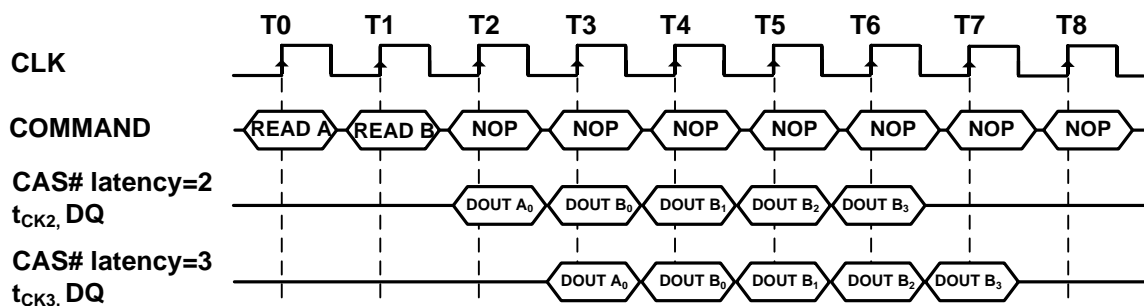 T0 T1 T2 T3 T4 T5 T6 T7 T8
CLK
COMMAND READ A READ B NOP NOP NOP NOP NOP NOP NOP
CAS# latency=2
tCK2, DQ DOUT A0 DOUT B0 DOUT B1 DOUT B2 DOUT B3
CAS# latency=3
tCK3, DQ DOUT A0 DOUT B0 DOUT B1 DOUT B2 DOUT B3